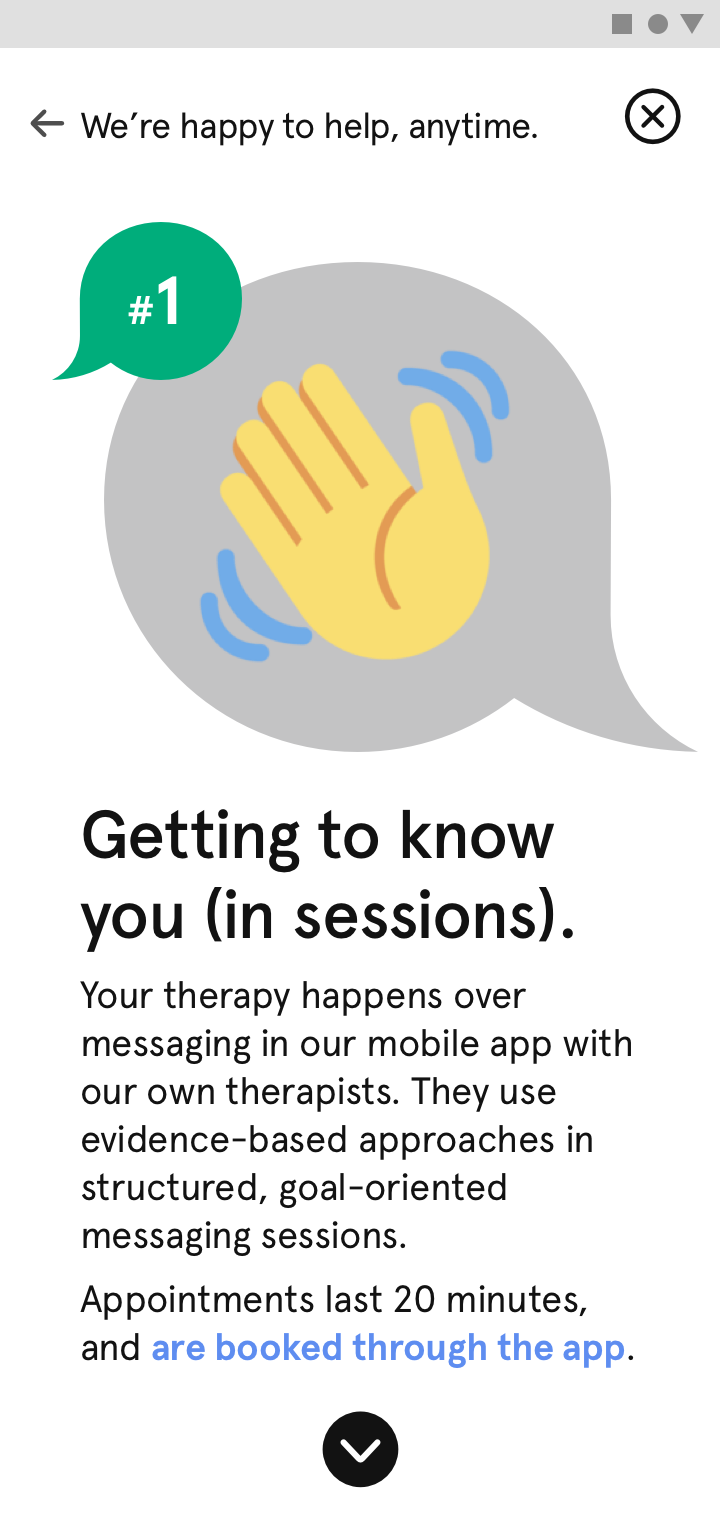 We’re happy to help, anytime.
#1
Getting to know
you (in sessions).
Your therapy happens over
messaging in our mobile app with
our own therapists. They use
evidence-based approaches in
structured, goal-oriented
messaging sessions.
Appointments last 20 minutes,
and are booked through the app.